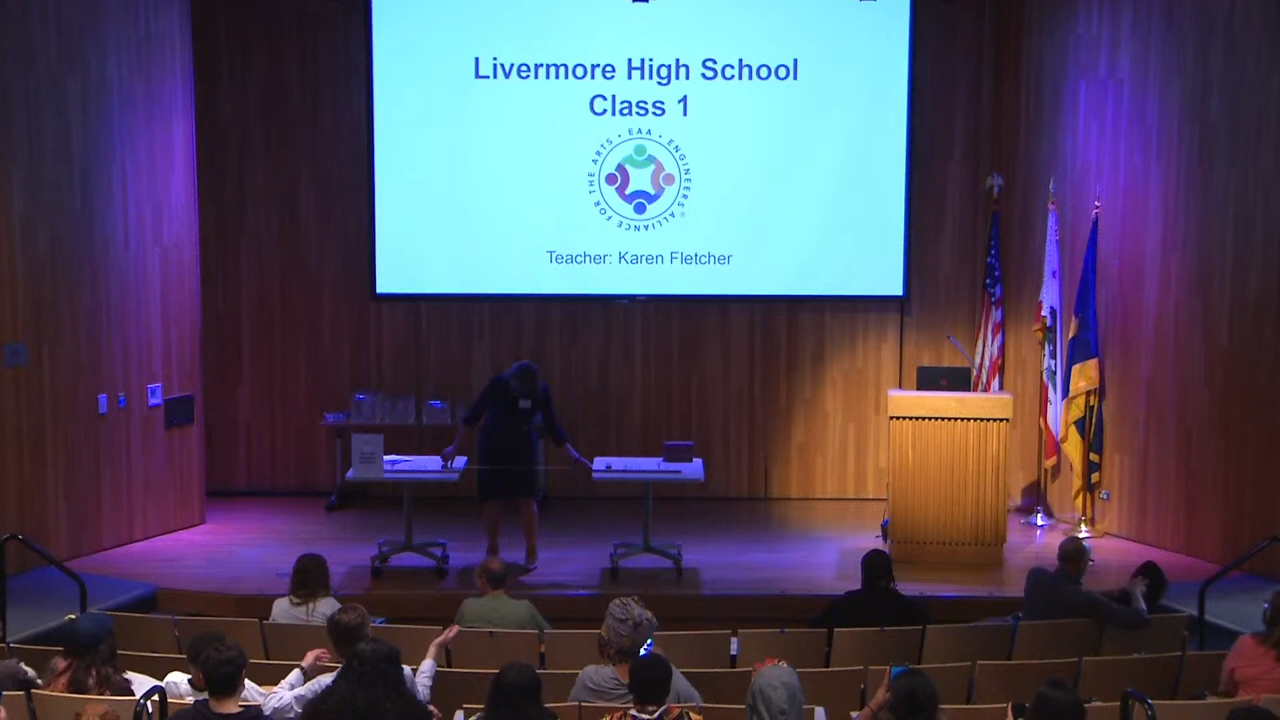 Livermore High School
Class 1
EAA • ENGINEERS' ALLIANCE FOR THE ARTS •
Teacher: Karen Fletcher